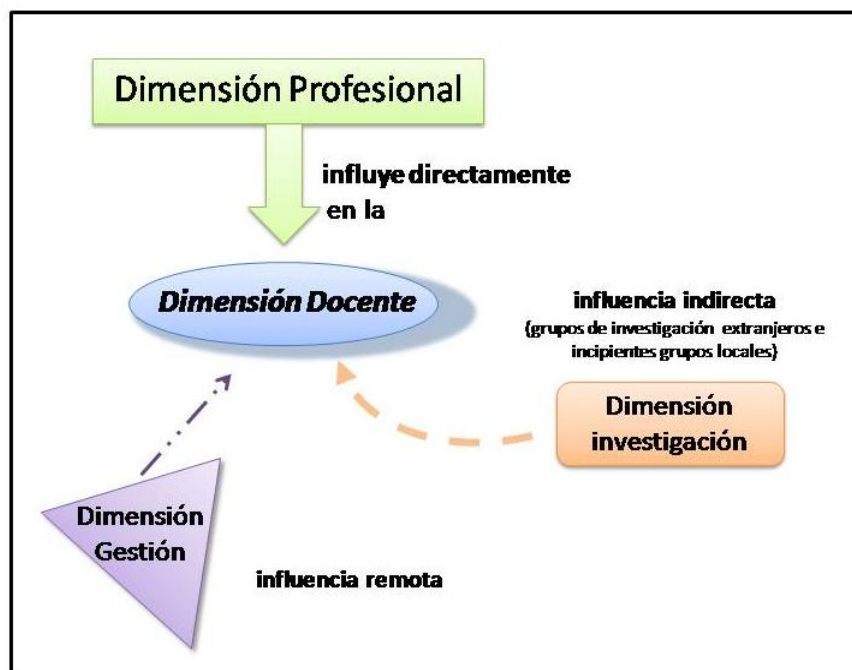 Dimensión Profesional
influye directamente
en la
Dimensión Docente
influencia indirecta
(grupos de investigación extranjeros e
incipientes grupos locales)
Dimensión
investigación
Dimensión
Gestión
influencia remota